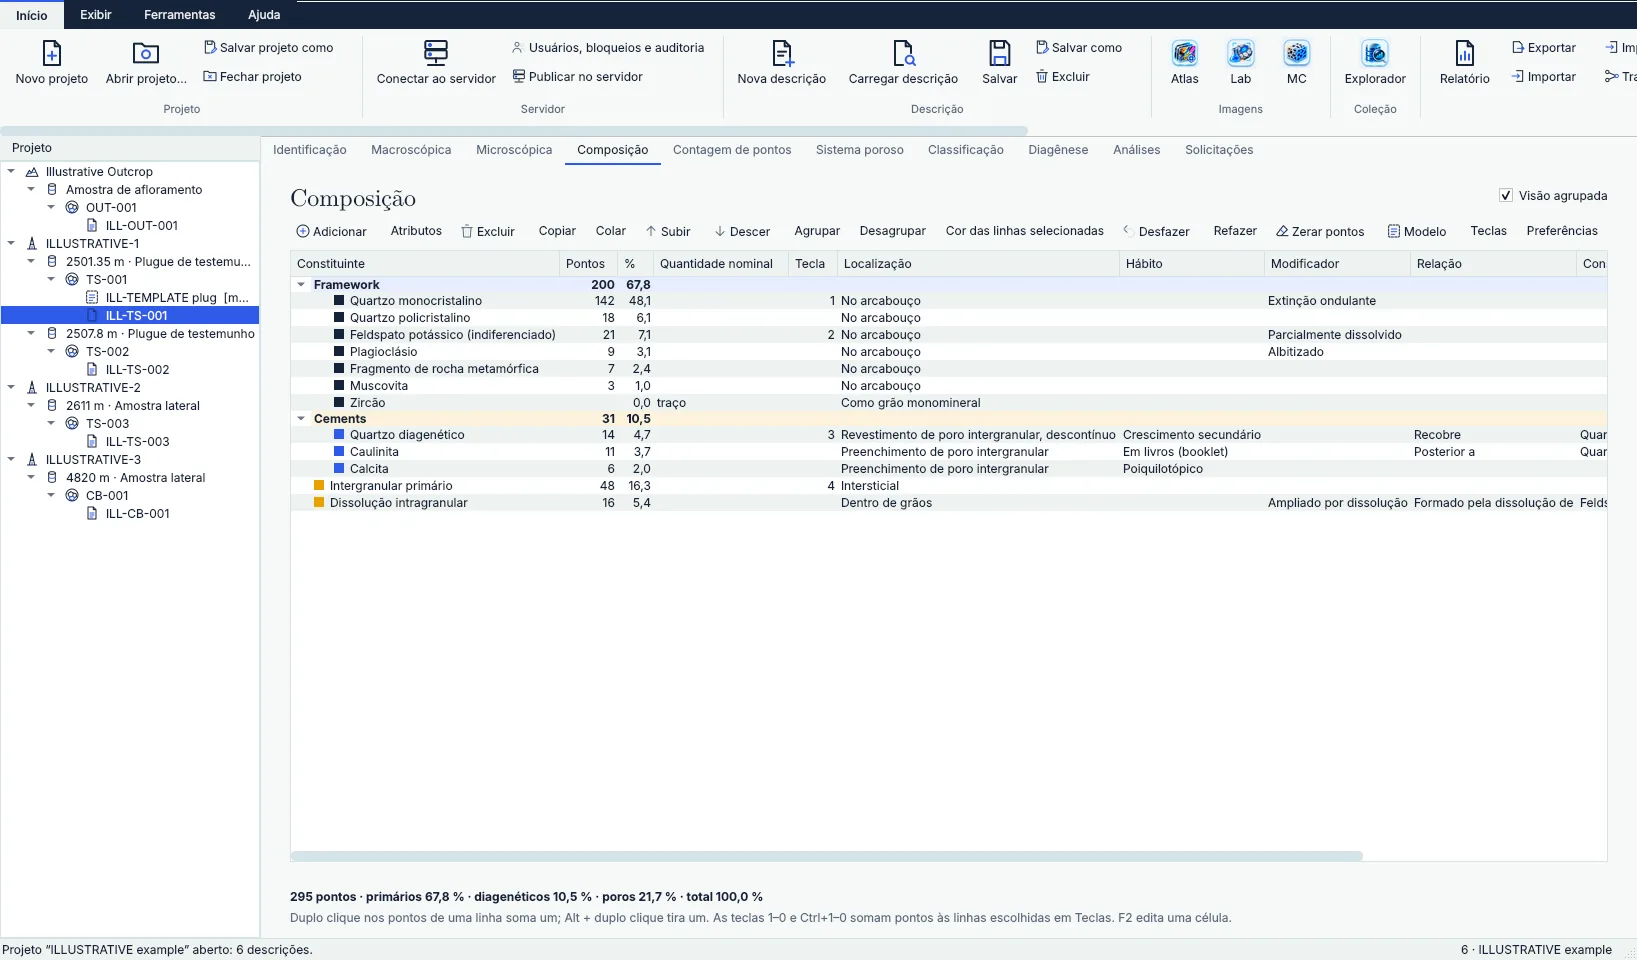 Início Exibir Ferramentas Ajuda
Novo projeto Abrir projeto... Salvar projeto como Fechar projeto
Projeto
Conectar ao servidor Usuários, bloqueios e auditoria Publicar no servidor
Servidor
Nova descrição Carregar descrição Salvar Salvar como Excluir
Descrição
Atlas Lab MC
Imagens
Explorador
Coleção
Relatório Exportar Importar
Projeto
Illustrative Outcrop
Amostra de afloramento
OUT-001
ILL-OUT-001
ILLUSTRATIVE-1
2501.35 m · Plugue de testemu...
TS-001
ILL-TEMPLATE plug [m...
ILL-TS-001
2507.8 m · Plugue de testemunho
TS-002
ILL-TS-002
ILLUSTRATIVE-2
2611 m · Amostra lateral
TS-003
ILL-TS-003
ILLUSTRATIVE-3
4820 m · Amostra lateral
CB-001
ILL-CB-001
Identificação Macroscópica Microscópica Composição Contagem de pontos Sistema poroso Classificação Diagênese Análises Solicitações
Composição
Visão agrupada
Adicionar Atributos Excluir Copiar Colar Subir Descer Agrupar Desagrupar Cor das linhas selecionadas Desfazer Refazer Zerar pontos Modelo Teclas Preferências
Constituinte Pontos % Quantidade nominal Tecla Localização Hábito Modificador Relação Con
Framework 200 67,8
Quartzo monocristalino 142 48,1 1 No arcabouço Extinção ondulante
Quartzo policristalino 18 6,1 No arcabouço
Feldspato potássico (indiferenciado) 21 7,1 2 No arcabouço Parcialmente dissolvido
Plagioclásio 9 3,1 No arcabouço Albitizado
Fragmento de rocha metamórfica 7 2,4 No arcabouço
Muscovita 3 1,0 No arcabouço
Zircão 0,0 traço Como grão monomineral
Cements 31 10,5
Quartzo diagenético 14 4,7 3 Revestimento de poro intergranular, descontínuo Crescimento secundário Recobre Quar
Caulinita 11 3,7 Preenchimento de poro intergranular Em livros (booklet) Posterior a Quar
Calcita 6 2,0 Preenchimento de poro intergranular Poiquilotópico
Intergranular primário 48 16,3 4 Intersticial
Dissolução intragranular 16 5,4 Dentro de grãos Ampliado por dissolução Formado pela dissolução de Felds
295 pontos · primários 67,8 % · diagenéticos 10,5 % · poros 21,7 % · total 100,0 %
Duplo clique nos pontos de uma linha soma um; Alt + duplo clique tira um. As teclas 1–0 e Ctrl+1–0 somam pontos às linhas escolhidas em Teclas. F2 edita uma célula.
Projeto “ILLUSTRATIVE example” aberto: 6 descrições.
6 · ILLUSTRATIVE example